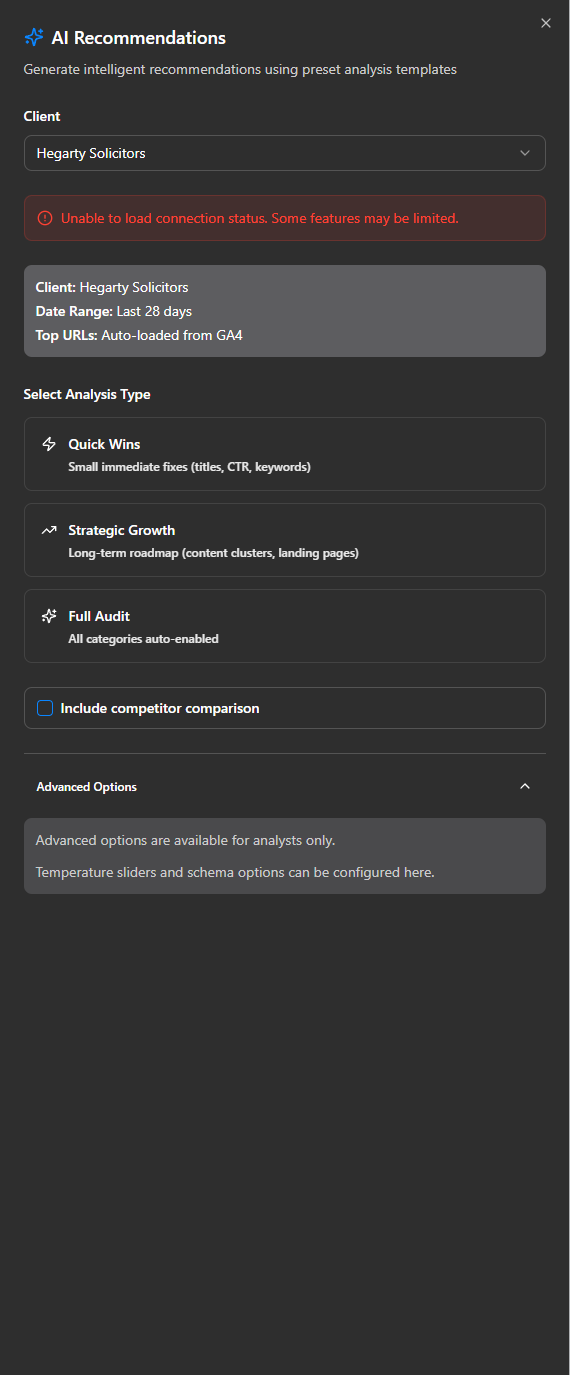 AI Recommendations
Generate intelligent recommendations using preset analysis templates
Client
Hegarty Solicitors
Unable to load connection status. Some features may be limited.
Client: Hegarty Solicitors
Date Range: Last 28 days
Top URLs: Auto-loaded from GA4
Select Analysis Type
Quick Wins
Small immediate fixes (titles, CTR, keywords)
Strategic Growth
Long-term roadmap (content clusters, landing pages)
Full Audit
All categories auto-enabled
Include competitor comparison
Advanced Options
Advanced options are available for analysts only.
Temperature sliders and schema options can be configured here.